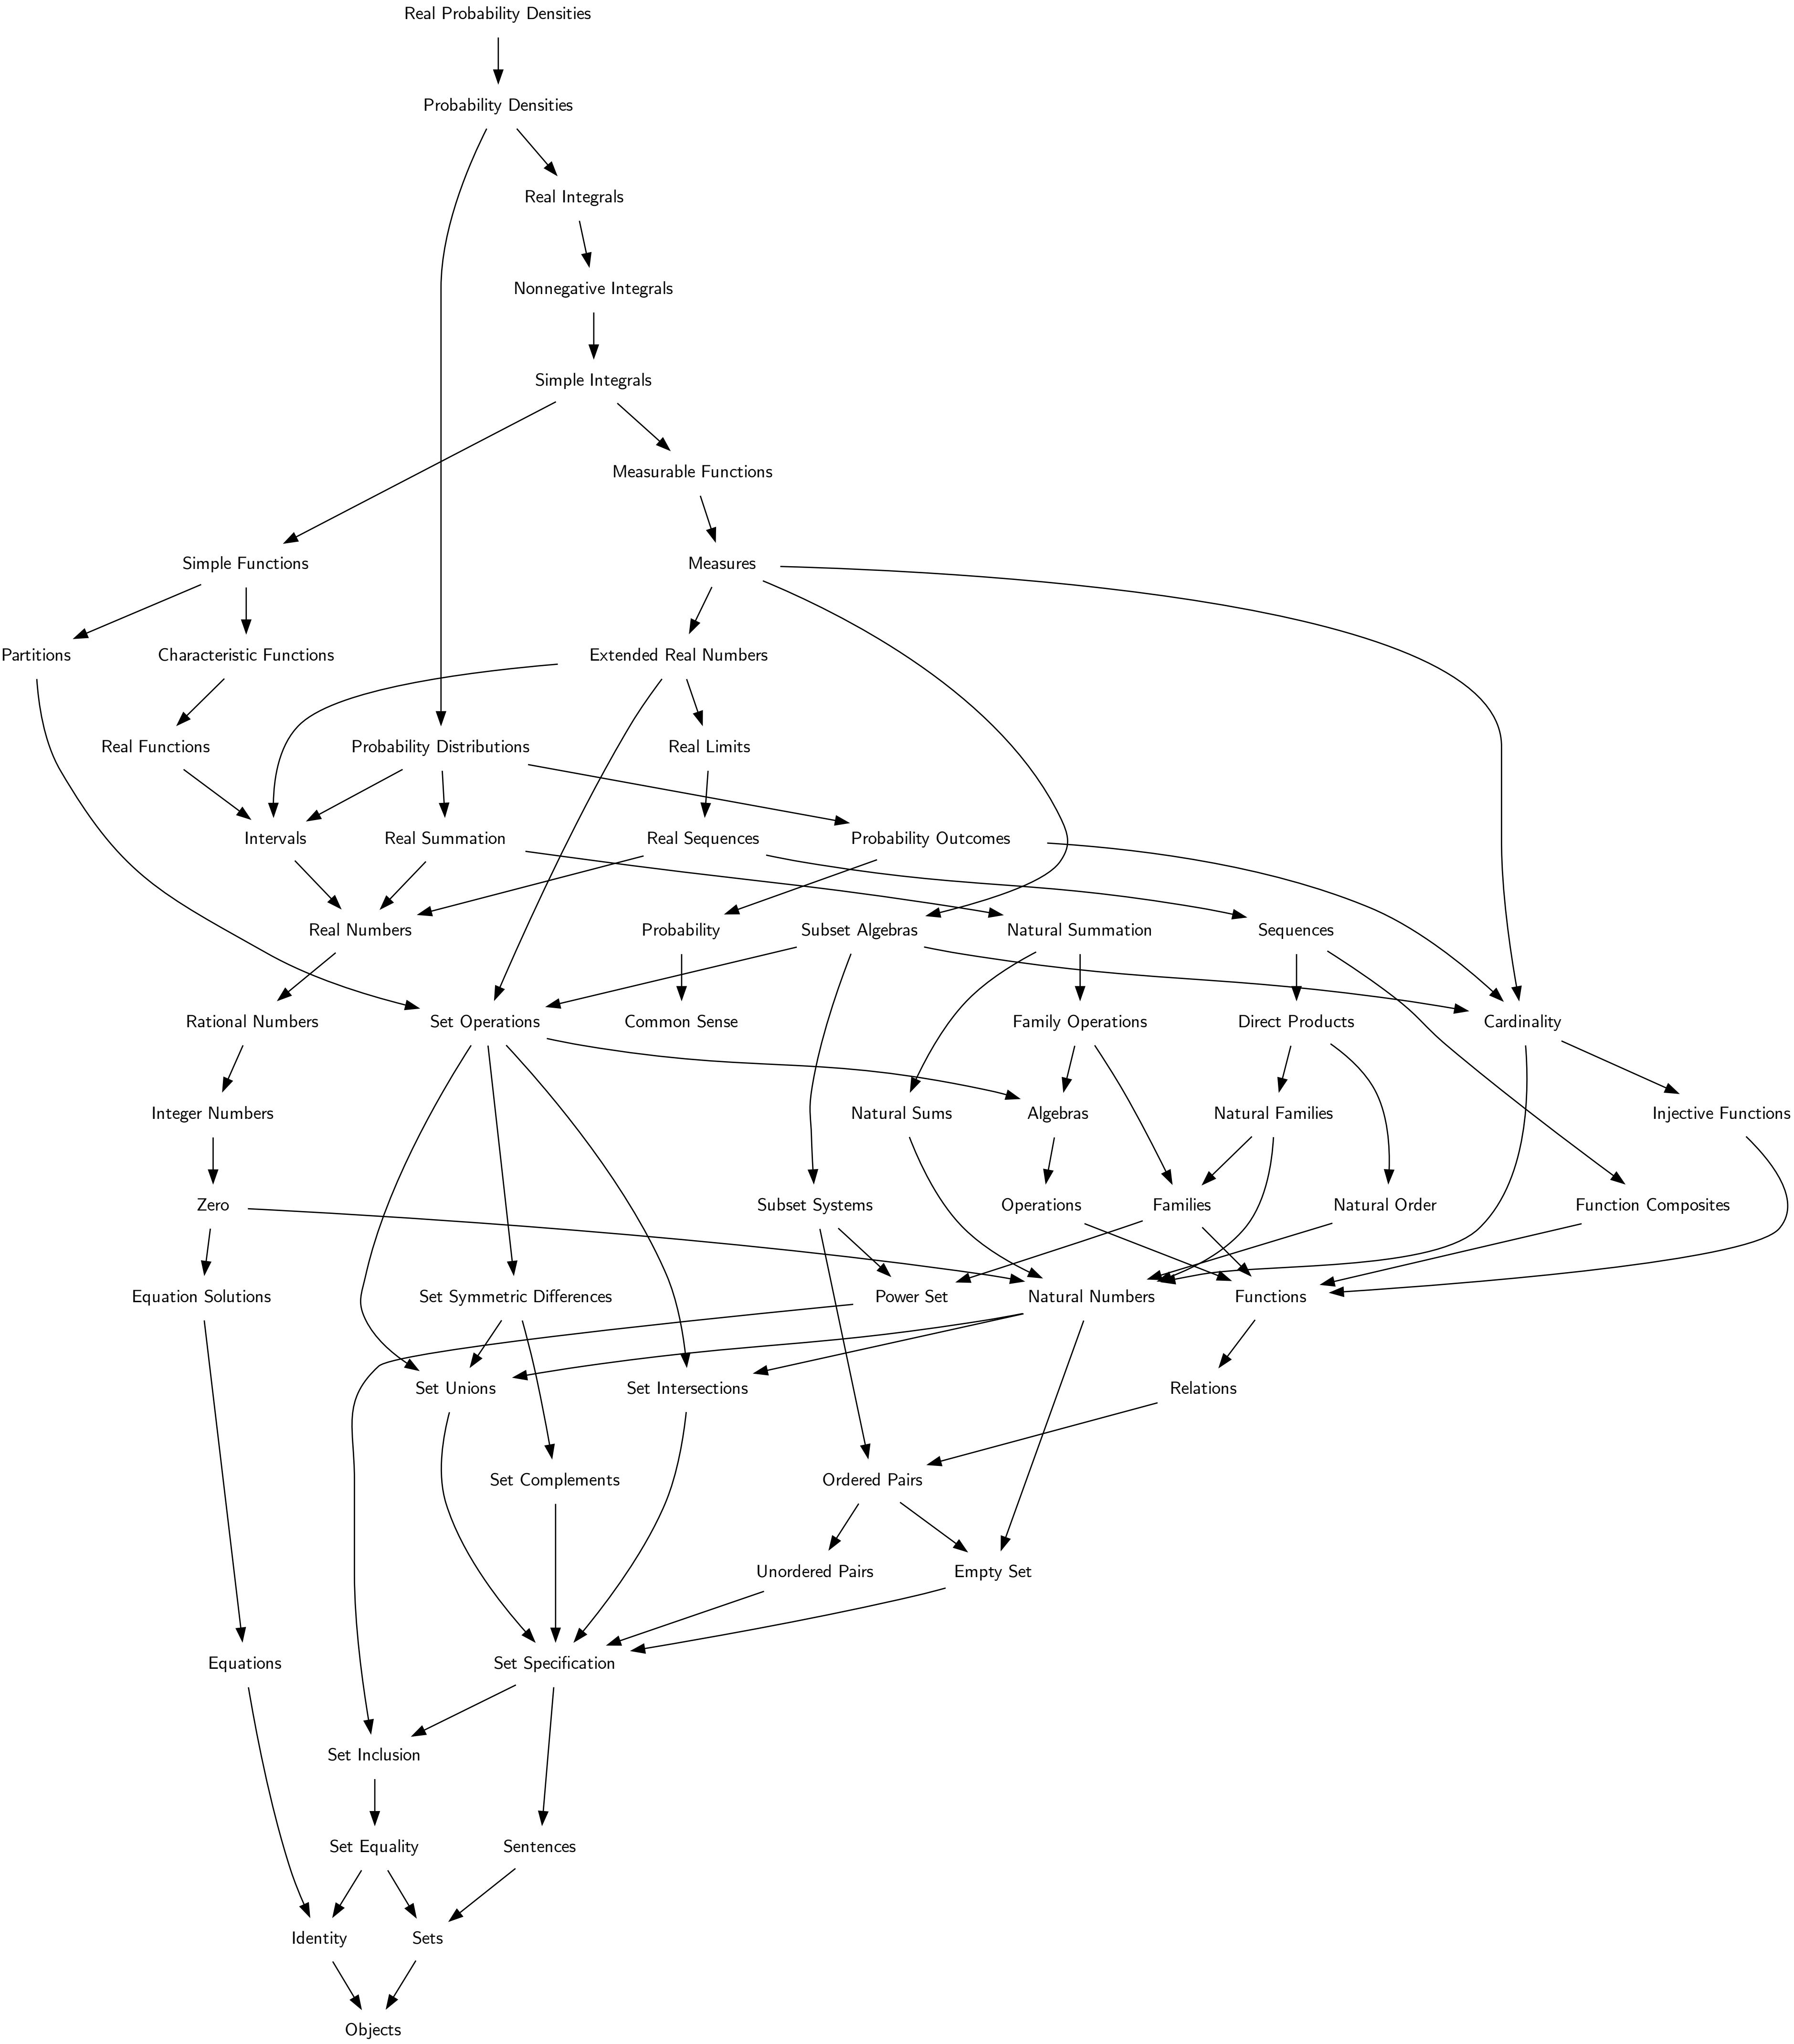 Real Probability Densities
Probability Densities
Real Integrals
Nonnegative Integrals
Simple Integrals
Measurable Functions
Simple Functions
Measures
Partitions
Characteristic Functions
Extended Real Numbers
Real Functions
Probability Distributions
Real Limits
Intervals
Real Summation
Real Sequences
Probability Outcomes
Real Numbers
Probability
Subset Algebras
Natural Summation
Sequences
Rational Numbers
Set Operations
Common Sense
Family Operations
Direct Products
Cardinality
Integer Numbers
Natural Sums
Algebras
Natural Families
Injective Functions
Zero
Subset Systems
Operations
Families
Natural Order
Function Composites
Equation Solutions
Set Symmetric Differences
Power Set
Natural Numbers
Functions
Set Unions
Set Intersections
Relations
Set Complements
Ordered Pairs
Unordered Pairs
Empty Set
Equations
Set Specification
Set Inclusion
Set Equality
Sentences
Identity
Sets
Objects